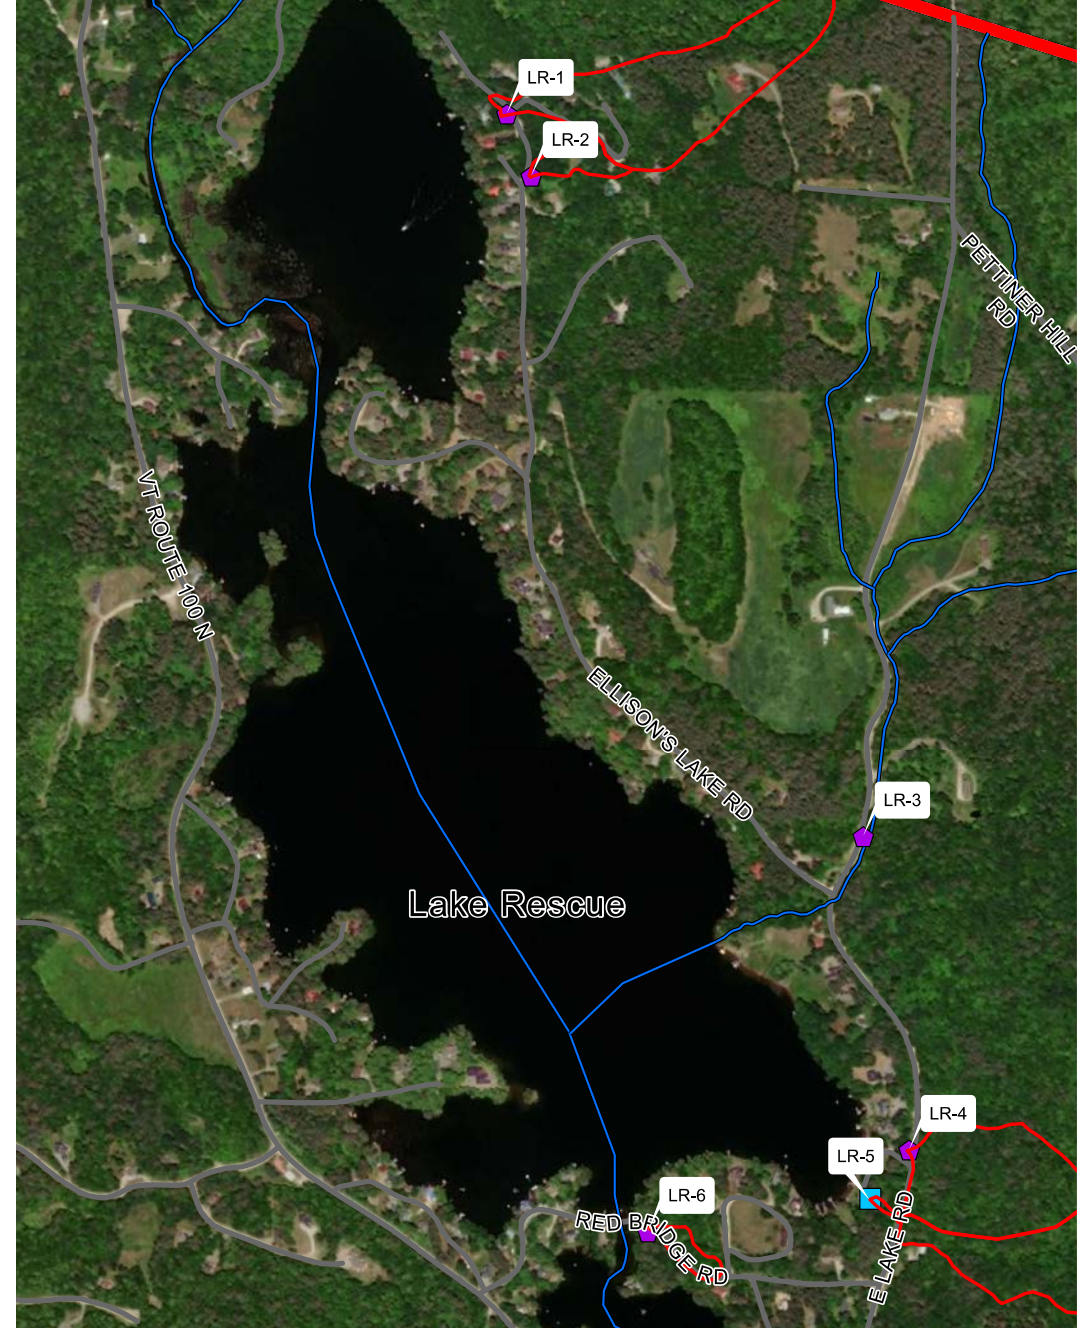 LR-1
LR-2
PETTINER HILL
RD
VT ROUTE 100 N
ELLISON'S LAKE RD
LR-3
Lake Rescue
LR-4
LR-5
LR-6
RED BRIDGE RD
E LAKE RD